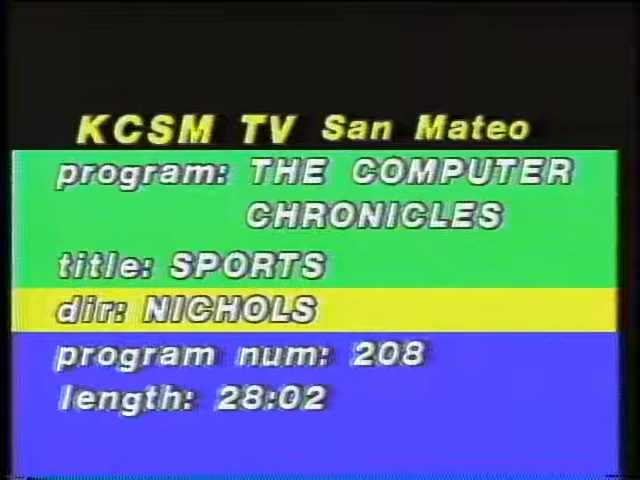 KCSM TV San Mateo
program: THE COMPUTER
CHRONICLES
title: SPORTS
dir: NICHOLS
program num: 208
length: 28:02